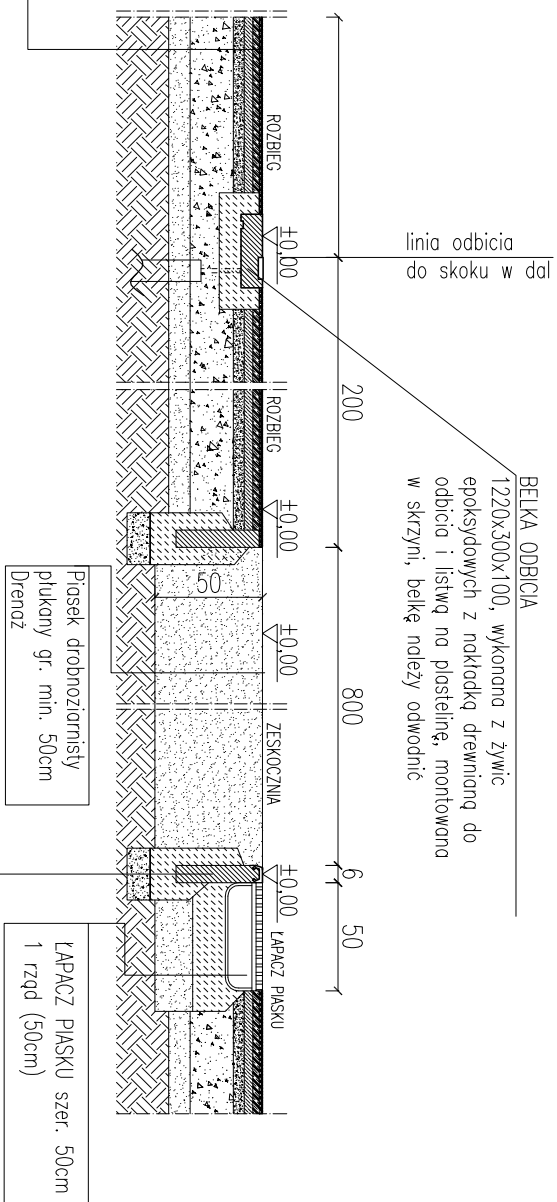 linia odbicia
do skoku w dal
BELKA ODBICIA
1220x300x100, wykonana z żywic
epoksydowych z nakładką drewnianą do
odbicia i listwą na plastelinę, montowana
w skrzyni, belkę należy odwodnić
200
800
6
50
ROZBIEG
±0,00
ROZBIEG
±0,00
±0,00
ZESKOCZNIA
±0,00
ŁAPACZ PIASKU
50
Piasek drobnoziarnisty
płukany gr. min. 50cm
Drenaż
ŁAPACZ PIASKU szer. 50cm
1 rząd (50cm)